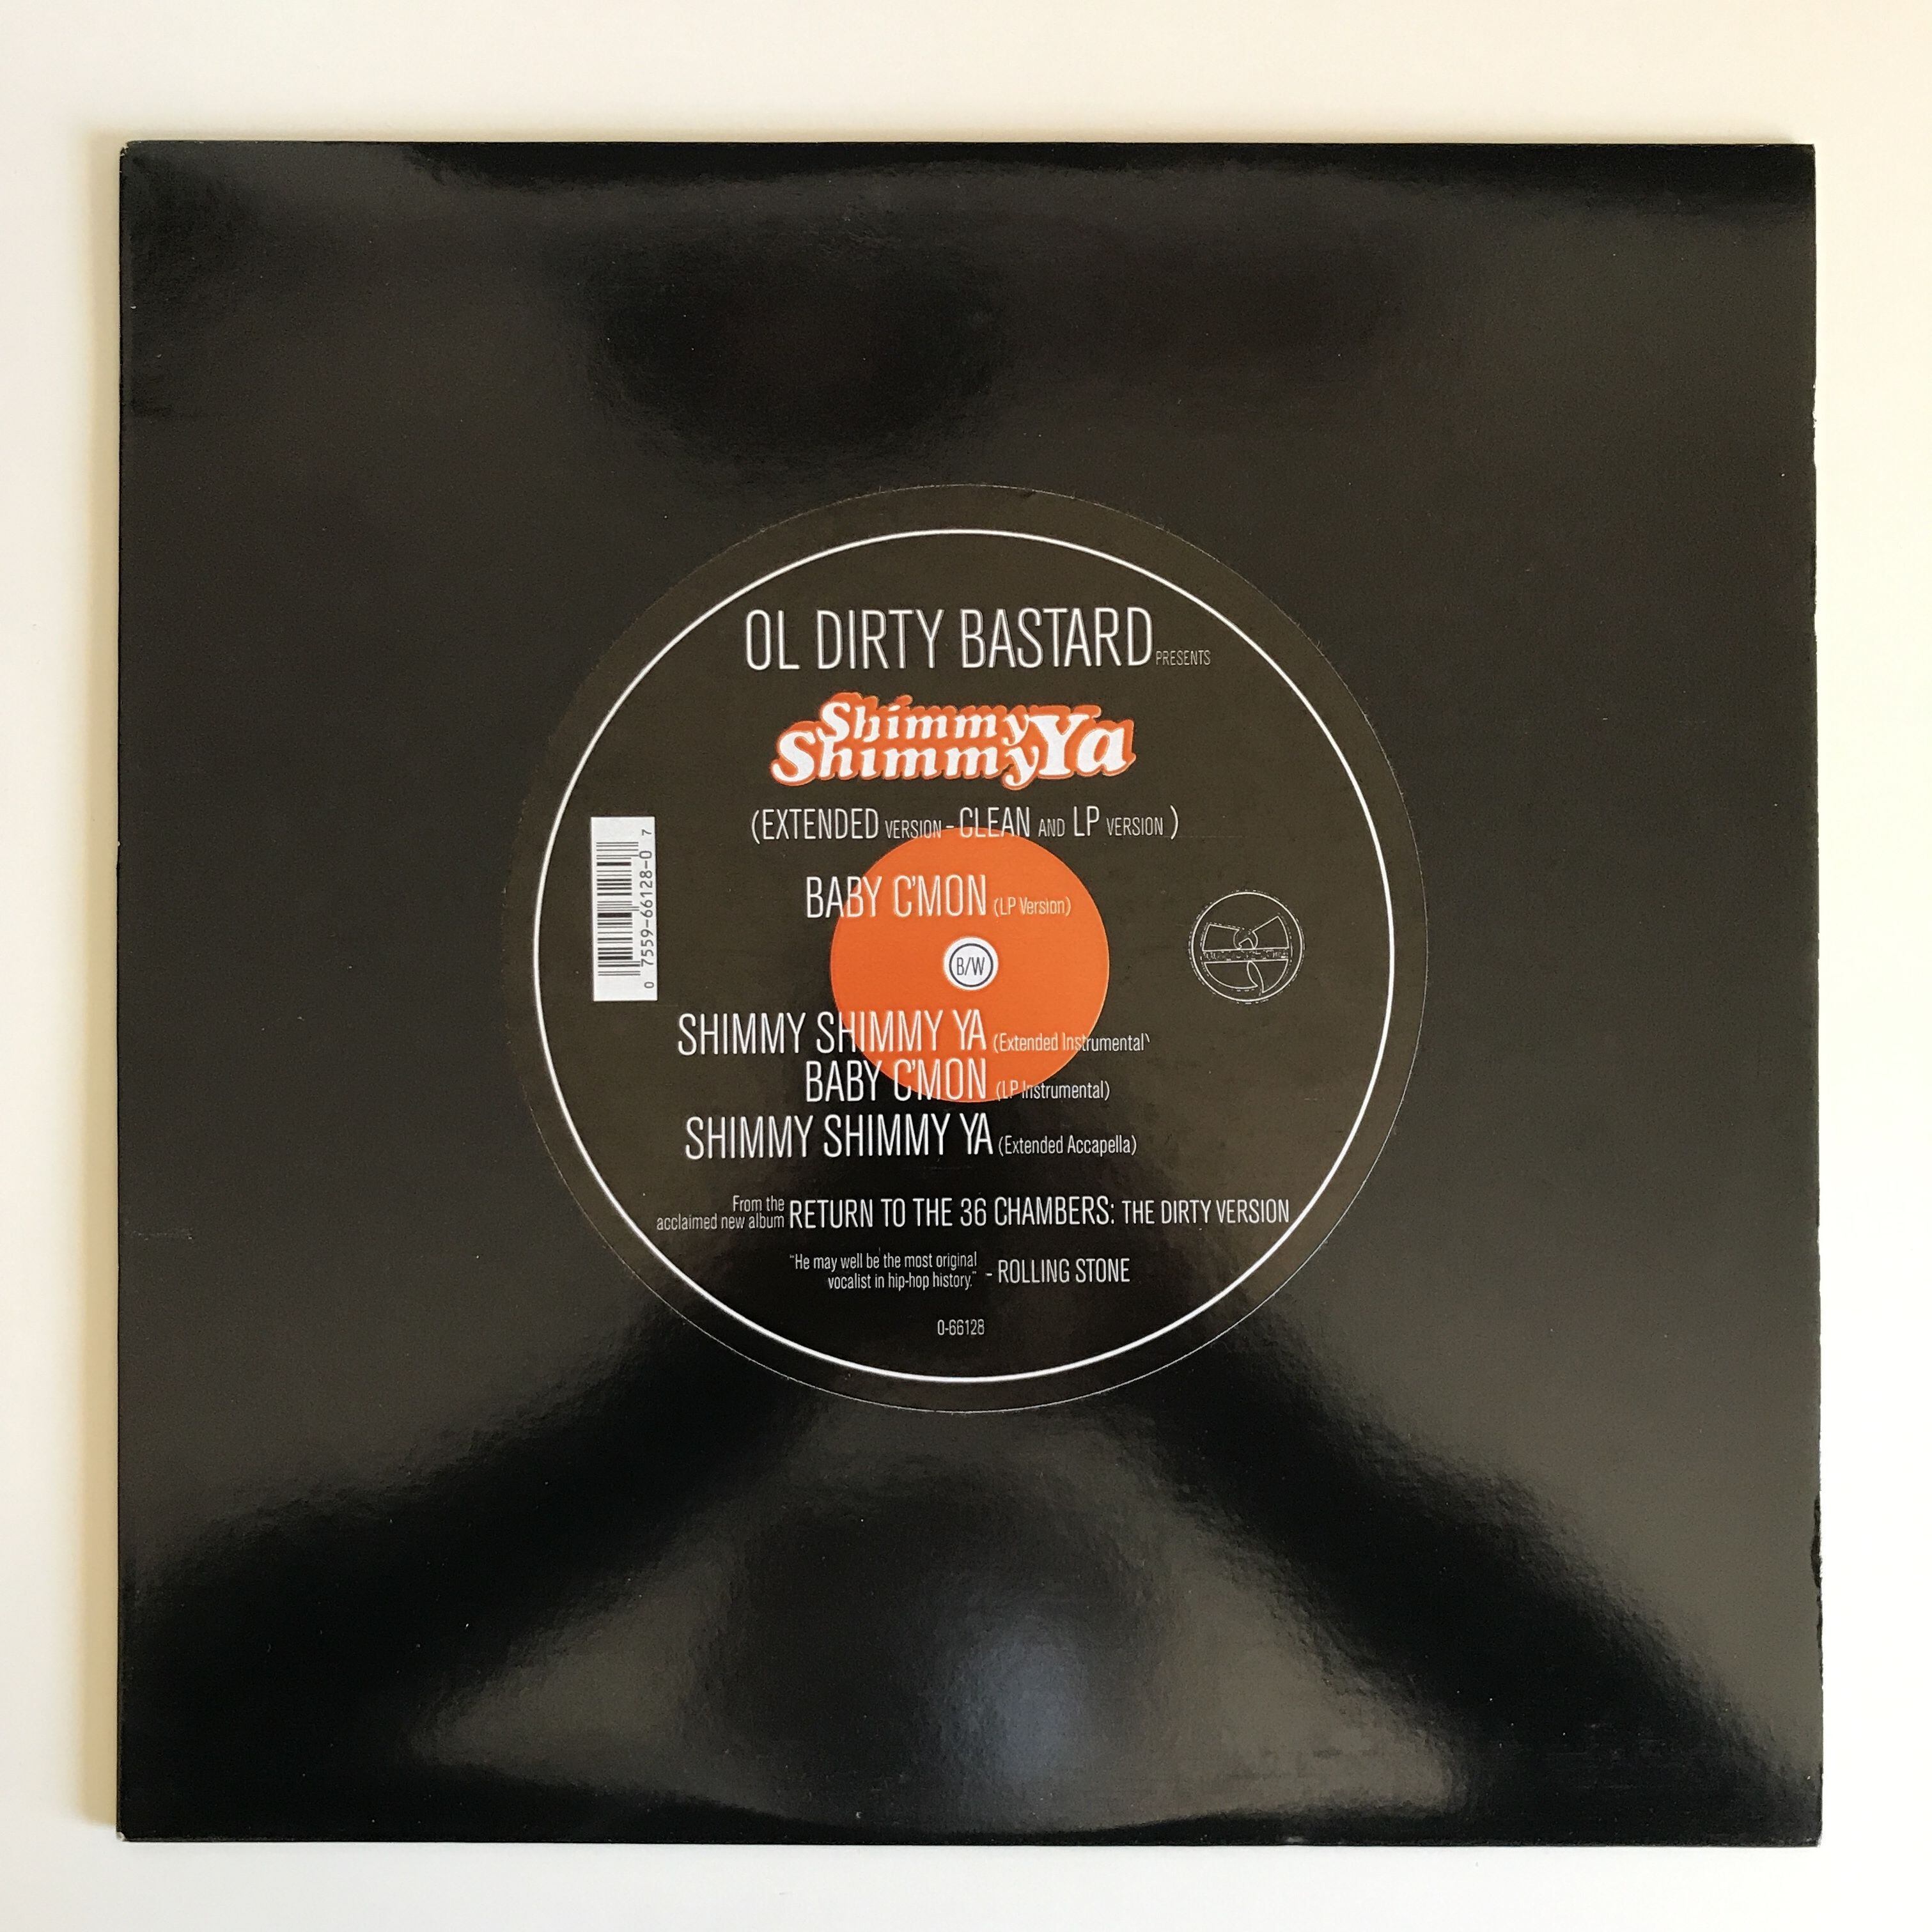 OL DIRTY BASTARD PRESENTS
Shimmy
Shimmy Ya
(EXTENDED VERSION - CLEAN AND LP VERSION )
BABY C'MON (LP Version)
B/W
SHIMMY SHIMMY YA (Extended Instrumental)
BABY C'MON (LP Instrumental)
SHIMMY SHIMMY YA (Extended Accapella)
From the
acclaimed new album RETURN TO THE 36 CHAMBERS: THE DIRTY VERSION
"He may well be the most original
vocalist in hip-hop history." - ROLLING STONE
0-66128
0 7559-66128-0 7